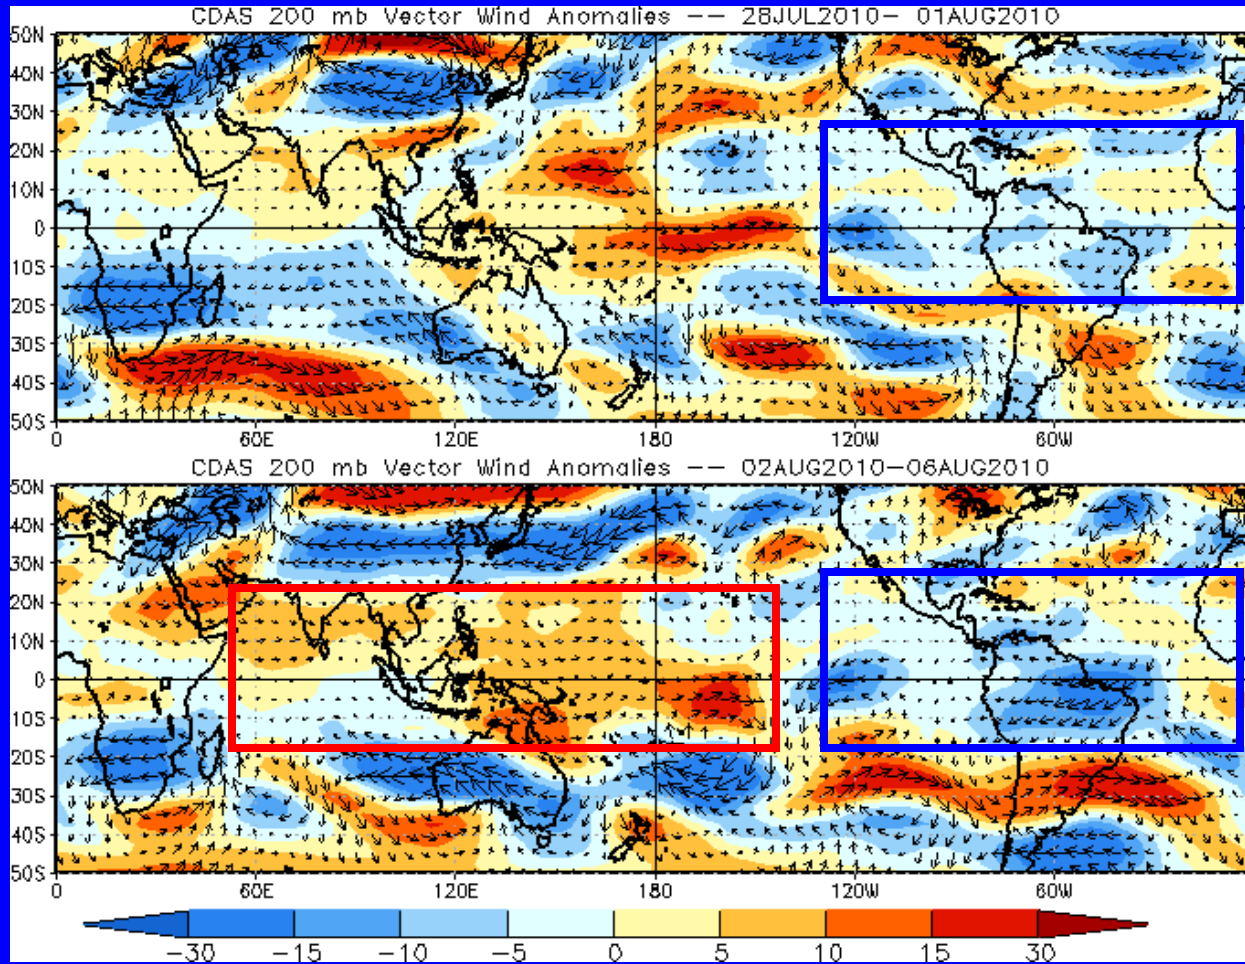 CDAS 200 mb Vector Wind Anomalies -- 28JUL2010- 01AUG2010
50N
40N
30N
20N
10N
0
10S
20S
30S
40S
50S
0 60E 120E 180 120W 60W
CDAS 200 mb Vector Wind Anomalies -- 02AUG2010-06AUG2010
50N
40N
30N
20N
10N
0
10S
20S
30S
40S
50S
0 60E 120E 180 120W 60W
-30 -15 -10 -5 0 5 10 15 30